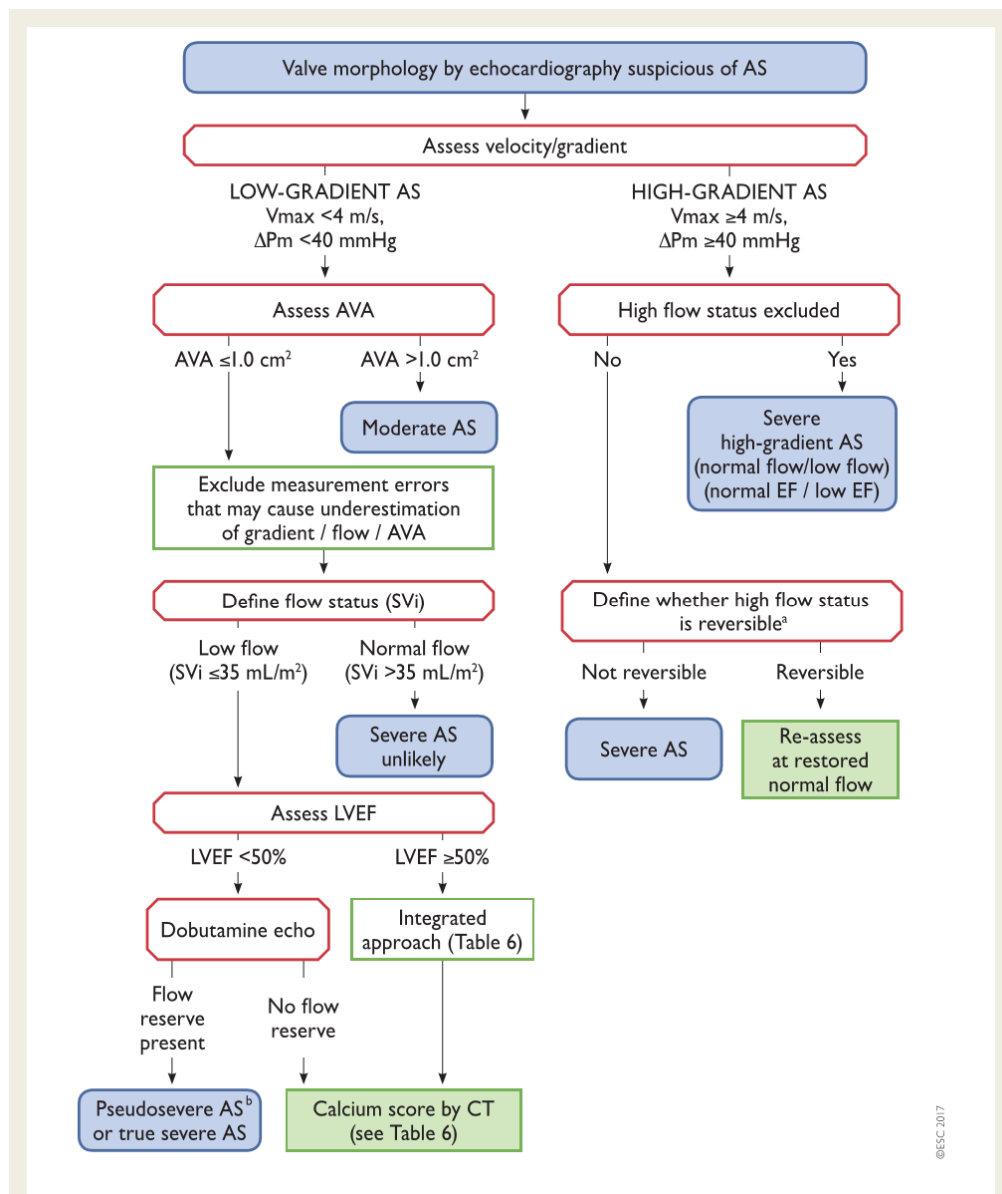 Valve morphology by echocardiography suspicious of AS
Assess velocity/gradient
LOW-GRADIENT AS
Vmax <4 m/s,
ΔPm <40 mmHg
HIGH-GRADIENT AS
Vmax ≥4 m/s,
ΔPm ≥40 mmHg
Assess AVA
High flow status excluded
AVA ≤1.0 cm²
AVA >1.0 cm²
No
Yes
Moderate AS
Severe
high-gradient AS
(normal flow/low flow)
(normal EF / low EF)
Exclude measurement errors
that may cause underestimation
of gradient / flow / AVA
Define flow status (SVi)
Define whether high flow status
is reversibleᵃ
Low flow
(SVi ≤35 mL/m²)
Normal flow
(SVi >35 mL/m²)
Not reversible
Reversible
Severe AS
unlikely
Severe AS
Re-assess
at restored
normal flow
Assess LVEF
LVEF <50%
LVEF ≥50%
Dobutamine echo
Integrated
approach (Table 6)
Flow
reserve
present
No flow
reserve
Pseudosevere ASᵇ
or true severe AS
Calcium score by CT
(see Table 6)
©ESC 2017